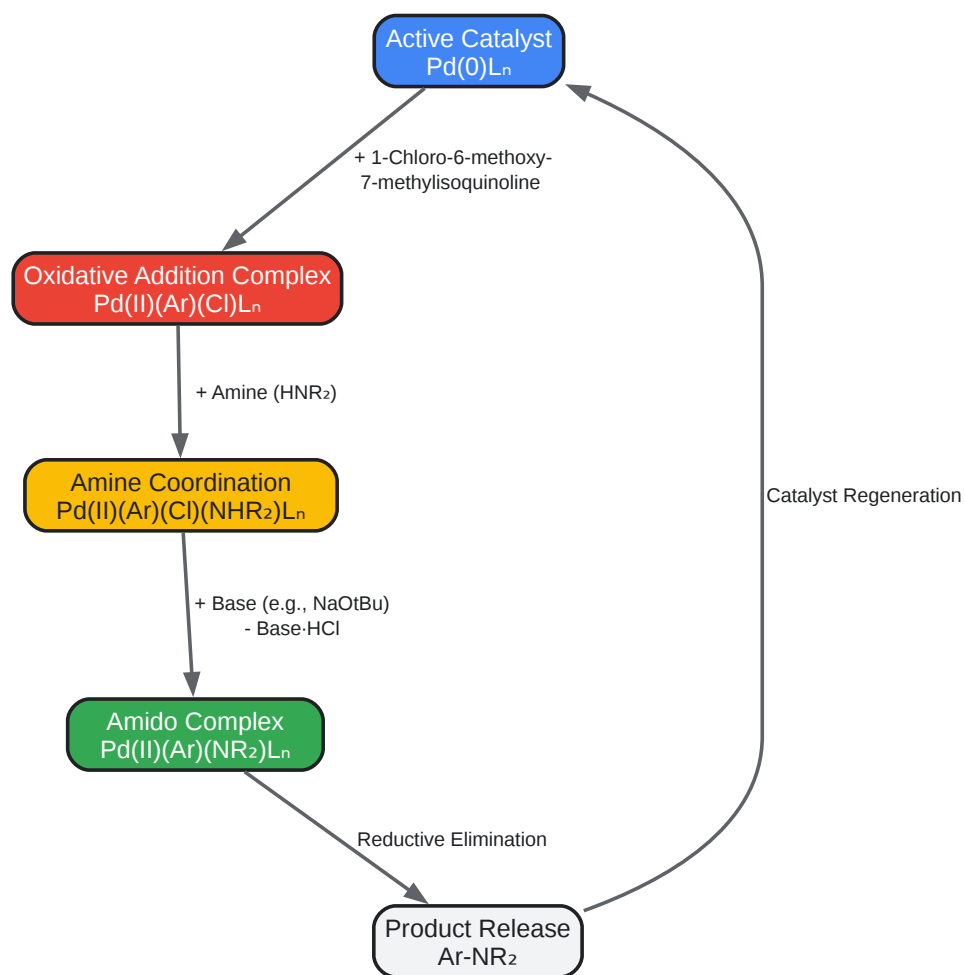 Active Catalyst
Pd(0)Lₙ
+ 1-Chloro-6-methoxy-
7-methylisoquinoline
Oxidative Addition Complex
Pd(II)(Ar)(Cl)Lₙ
+ Amine (HNR₂)
Amine Coordination
Pd(II)(Ar)(Cl)(NHR₂)Lₙ
Catalyst Regeneration
+ Base (e.g., NaOtBu)
- Base·HCl
Amido Complex
Pd(II)(Ar)(NR₂)Lₙ
Reductive Elimination
Product Release
Ar-NR₂